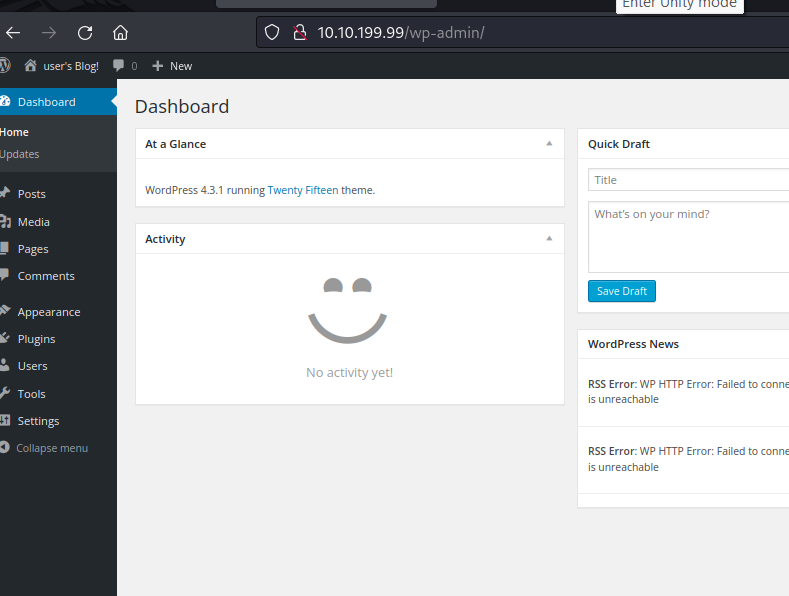 Enter Unity mode
10.10.199.99/wp-admin/
user's Blog! 0 New
Dashboard
Home
Updates
Posts
Media
Pages
Comments
Appearance
Plugins
Users
Tools
Settings
Collapse menu
Dashboard
At a Glance
WordPress 4.3.1 running Twenty Fifteen theme.
Activity
No activity yet!
Quick Draft
Title
What's on your mind?
Save Draft
WordPress News
RSS Error: WP HTTP Error: Failed to conne
is unreachable
RSS Error: WP HTTP Error: Failed to conne
is unreachable